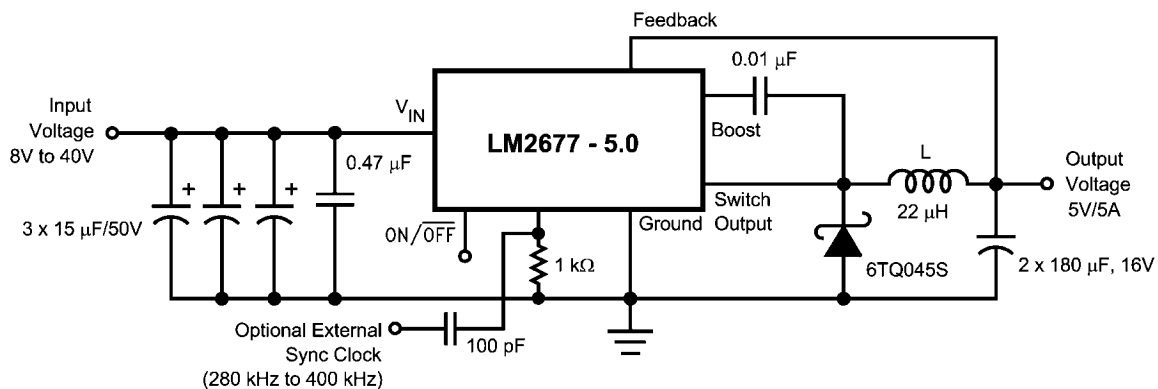 Feedback
0.01 μF
Input
Voltage
8V to 40V
V_IN
LM2677 - 5.0
Boost
0.47 μF
L
Output
Voltage
5V/5A
Switch
Output
Ground
22 μH
+
+
+
3 x 15 μF/50V
ON/O̅F̅F̅
1 kΩ
6TQ045S
2 x 180 μF, 16V
Optional External
Sync Clock
(280 kHz to 400 kHz)
100 pF